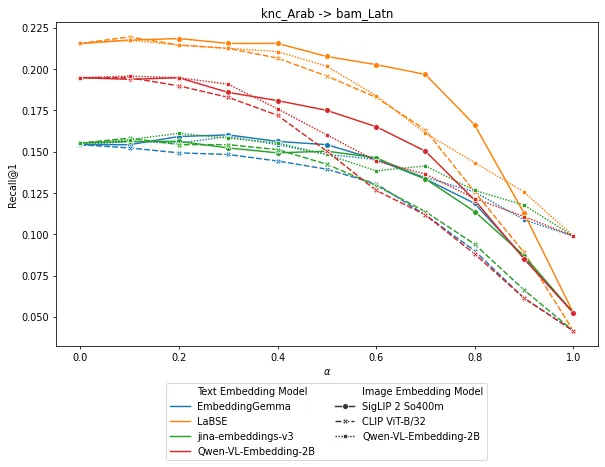 knc_Arab -> bam_Latn
Recall@1
0.225
0.200
0.175
0.150
0.125
0.100
0.075
0.050
0.0 0.2 0.4 0.6 0.8 1.0
α
Text Embedding Model
EmbeddingGemma
LaBSE
jina-embeddings-v3
Qwen-VL-Embedding-2B
Image Embedding Model
SigLIP 2 So400m
CLIP ViT-B/32
Qwen-VL-Embedding-2B